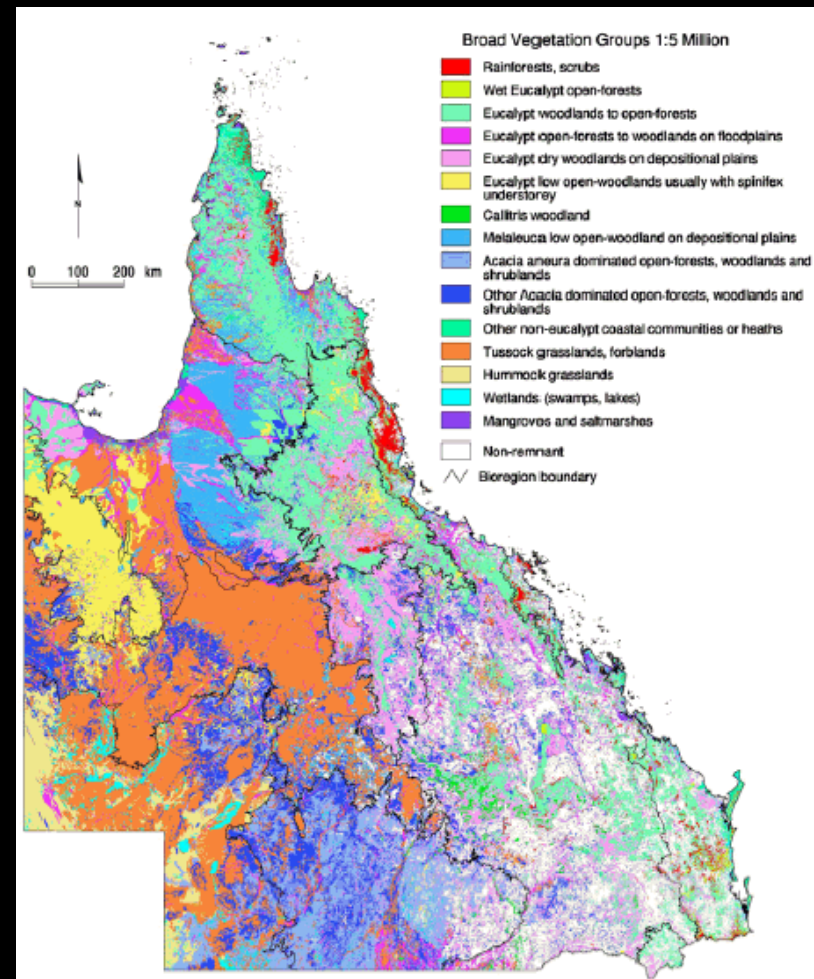 Broad Vegetation Groups 1:5 Million
Rainforests, scrubs
Wet Eucalypt open-forests
Eucalypt woodlands to open-forests
Eucalypt open-forests to woodlands on floodplains
Eucalypt dry woodlands on depositional plains
Eucalypt low open-woodlands usually with spinifex
understorey
Callitris woodland
Melaleuca low open-woodland on depositional plains
Acacia aneura dominated open-forests, woodlands and
shrublands
Other Acacia dominated open-forests, woodlands and
shrublands
Other non-eucalypt coastal communities or heaths
Tussock grasslands, forblands
Hummock grasslands
Wetlands (swamps, lakes)
Mangroves and saltmarshes
Non-remnant
Bioregion boundary
N
0 100 200 km